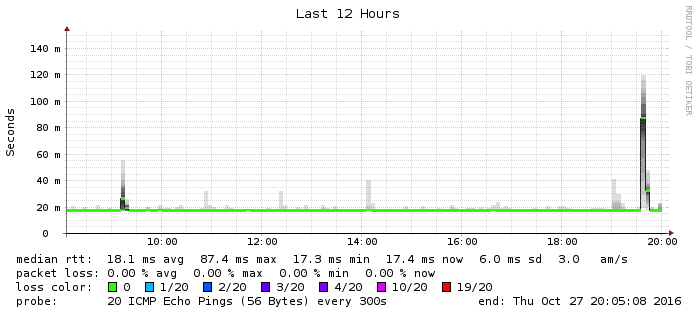 Last 12 Hours
RRDTOOL / TOBI OETIKER
140 m
120 m
100 m
80 m
60 m
40 m
20 m
0
Seconds
10:00 12:00 14:00 16:00 18:00 20:00
median rtt: 18.1 ms avg 87.4 ms max 17.3 ms min 17.4 ms now 6.0 ms sd 3.0 am/s
packet loss: 0.00 % avg 0.00 % max 0.00 % min 0.00 % now
loss color: 0 1/20 2/20 3/20 4/20 10/20 19/20
probe: 20 ICMP Echo Pings (56 Bytes) every 300s end: Thu Oct 27 20:05:08 2016